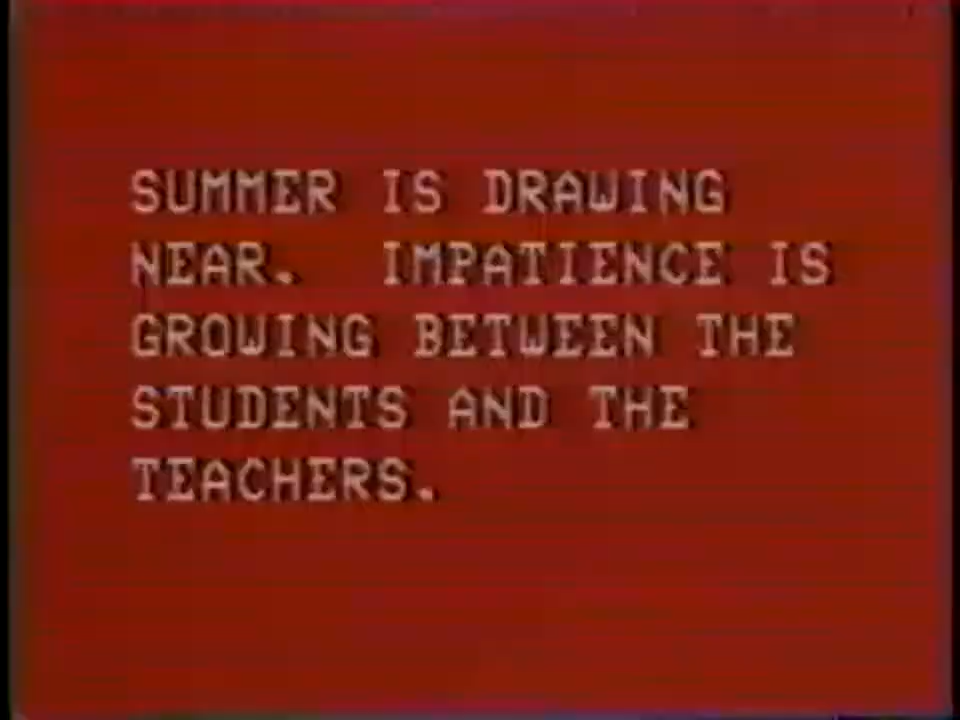 SUMMER IS DRAWING
NEAR.  IMPATIENCE IS
GROWING BETWEEN THE
STUDENTS AND THE
TEACHERS.